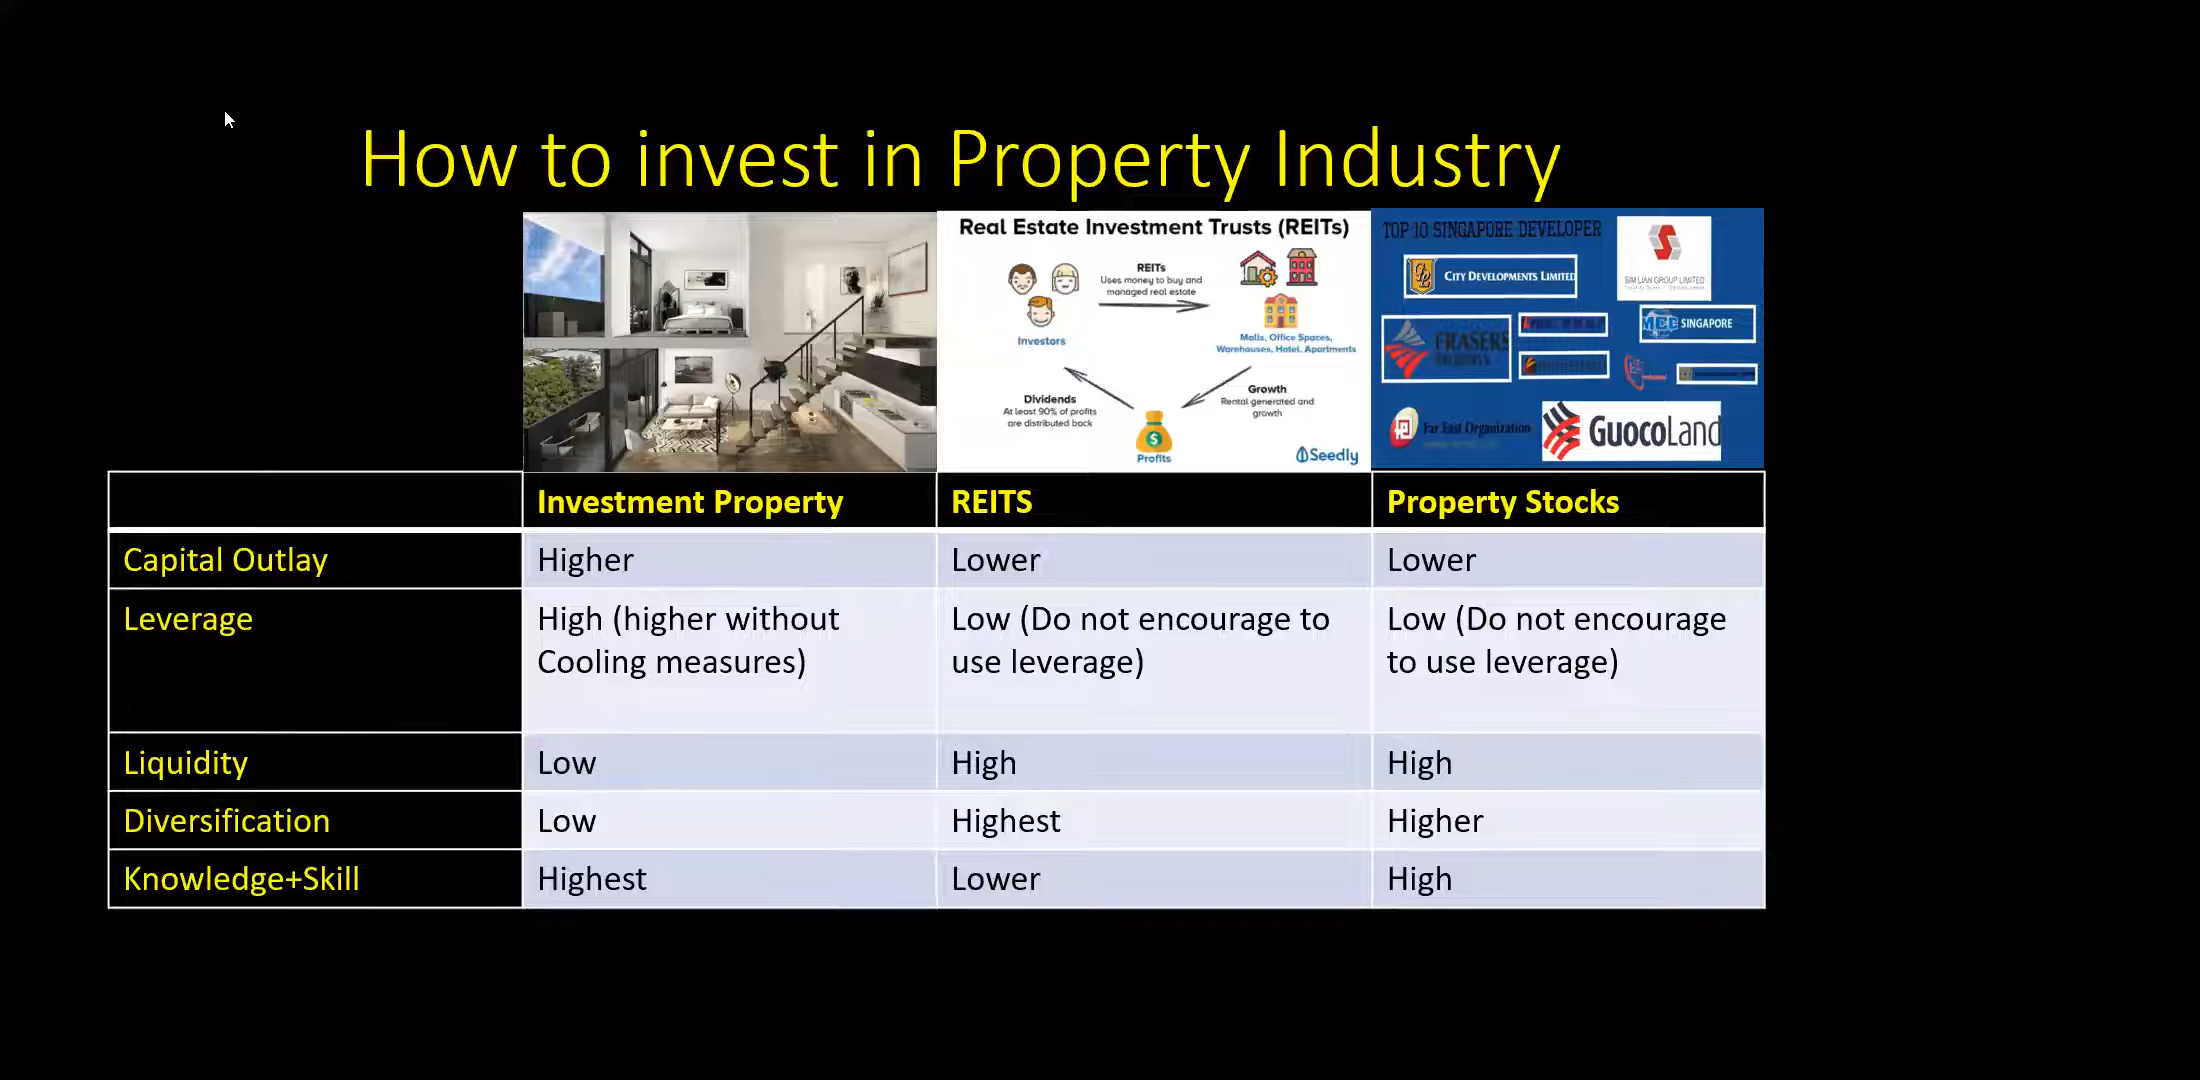 How to invest in Property Industry
Real Estate Investment Trusts (REITs)
REITs
Uses money to buy and
managed real estate
Investors
Malls, Office Spaces,
Warehouses, Hotel, Apartments
Dividends
At least 90% of profits
are distributed back
Growth
Rental generated and
growth
Profits
Seedly
TOP 10 SINGAPORE DEVELOPER
CITY DEVELOPMENTS LIMITED
SIM LIAN GROUP LIMITED
FRASERS
MCC SINGAPORE
Far East Organization
GUOCOLAND
Investment Property REITS Property Stocks
Capital Outlay Higher Lower Lower
Leverage High (higher without Low (Do not encourage to Low (Do not encourage
Cooling measures) use leverage) to use leverage)
Liquidity Low High High
Diversification Low Highest Higher
Knowledge+Skill Highest Lower High